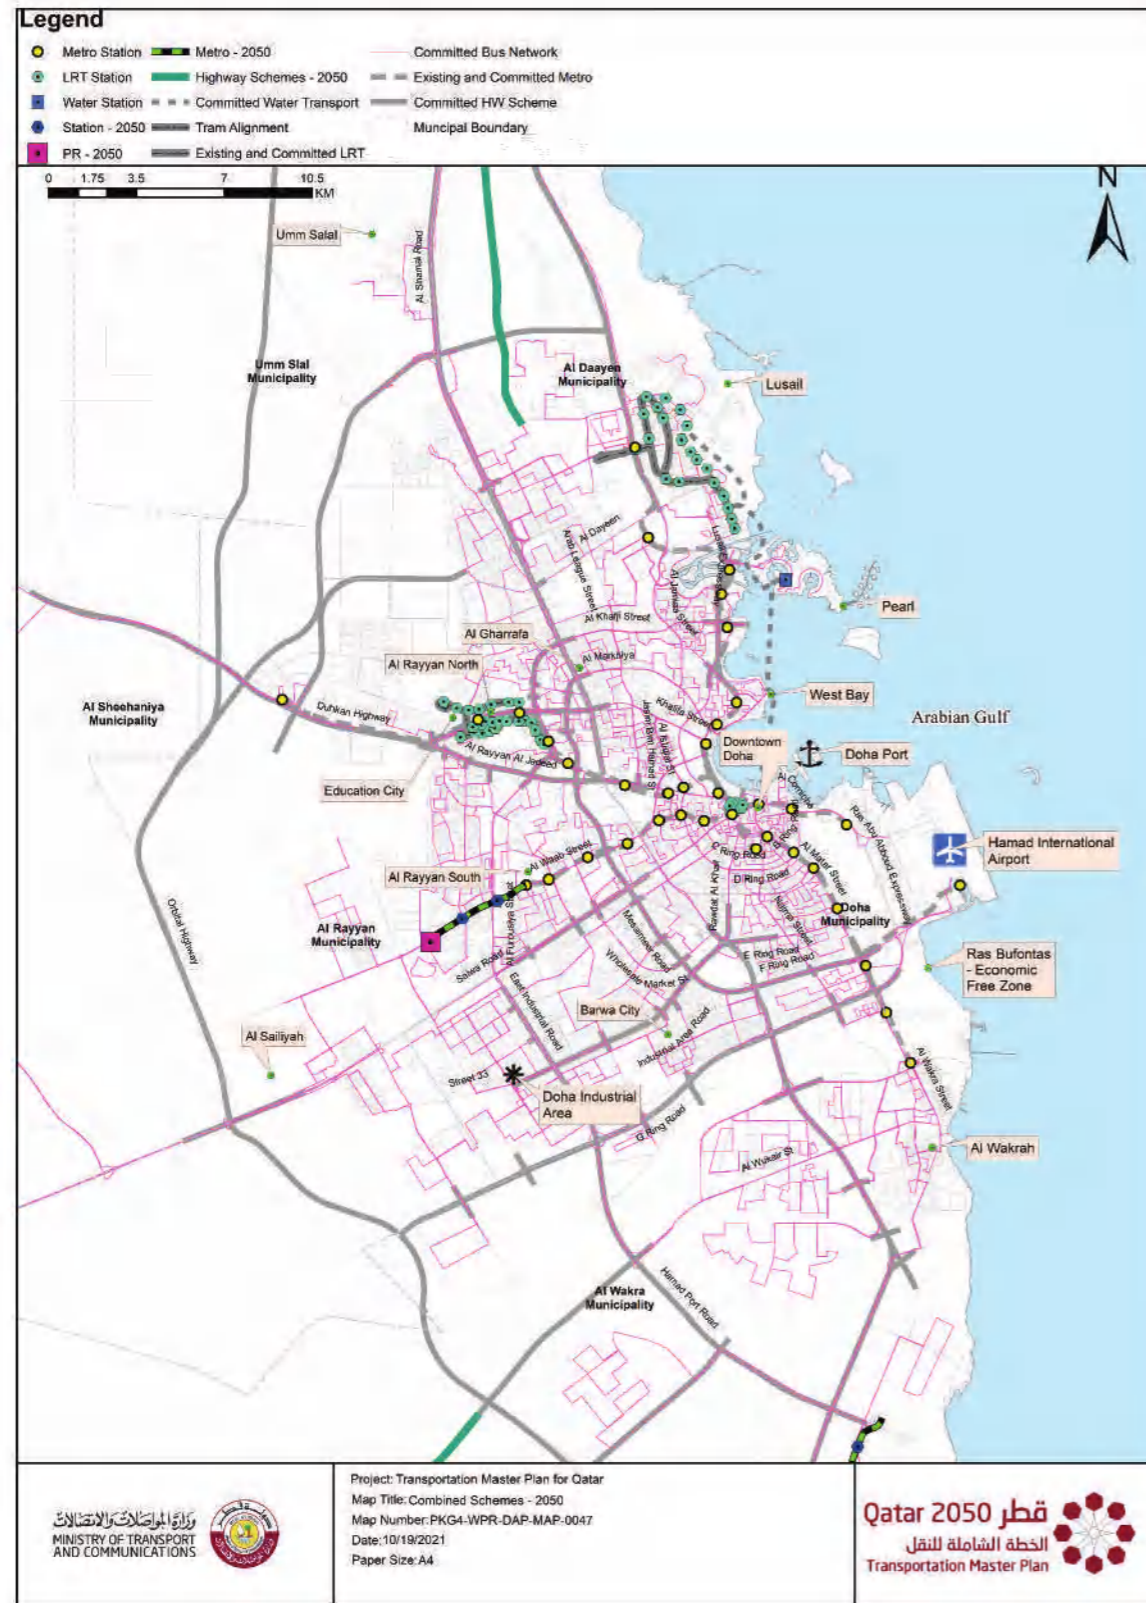 Legend
Metro Station
Metro - 2050
Committed Bus Network
LRT Station
Highway Schemes - 2050
Existing and Committed Metro
Water Station
Committed Water Transport
Committed HW Scheme
Station - 2050
Tram Alignment
Muncipal Boundary
PR - 2050
Existing and Committed LRT
0 1.75 3.5 7 10.5
KM
N
Umm Salal
Al Shamal Road
Umm Slal
Municipality
Al Daayen
Municipality
Lusail
Al Dayeen
Arab League Street
Al Jamiaa Street
Al Khafji Street
Pearl
Al Gharrafa
Al Markhiya
Al Rayyan North
West Bay
Al Sheehaniya
Municipality
Duhkan Highway
Khalifa Street
Arabian Gulf
Downtown
Doha
Doha Port
Al Rayyan Al Jadeed
Education City
Al Corniche
Ras Abu Abboud Expressway
B Ring Road
Hamad International
Airport
Al Waab Street
C Ring Road
Al Matar Street
Al Rayyan South
D Ring Road
Rawdat Al Khail
Najma Street
Doha
Municipality
Al Furousiya Street
Orbital Highway
Al Rayyan
Municipality
Mesaimeer Road
Salwa Road
Wholesale Market St
E Ring Road
F Ring Road
Ras Bufontas
- Economic
Free Zone
East Industrial Road
Barwa City
Al Sailiyah
Industrial Area Road
Street 33
Doha Industrial
Area
Al Wakra Street
G Ring Road
Al Wukair St
Al Wakrah
Al Wakra
Municipality
Hamad Port Road
وزارة المواصلات والاتصالات
MINISTRY OF TRANSPORT
AND COMMUNICATIONS
Project: Transportation Master Plan for Qatar
Map Title: Combined Schemes - 2050
Map Number: PKG4-WPR-DAP-MAP-0047
Date: 10/19/2021
Paper Size: A4
Qatar 2050 قطر
الخطة الشاملة للنقل
Transportation Master Plan